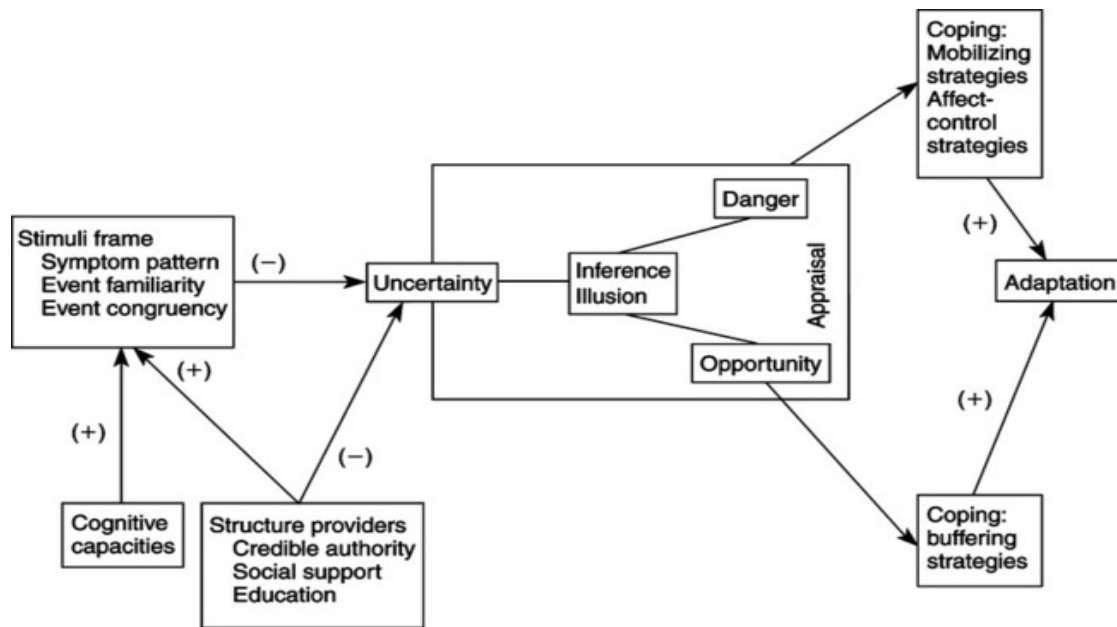 Stimuli frame
Symptom pattern
Event familiarity
Event congruency
(−)
(+)
(+)
Cognitive
capacities
Structure providers
Credible authority
Social support
Education
(−)
Uncertainty
Inference
Illusion
Danger
Opportunity
Appraisal
Coping:
Mobilizing
strategies
Affect-
control
strategies
(+)
Adaptation
(+)
Coping:
buffering
strategies